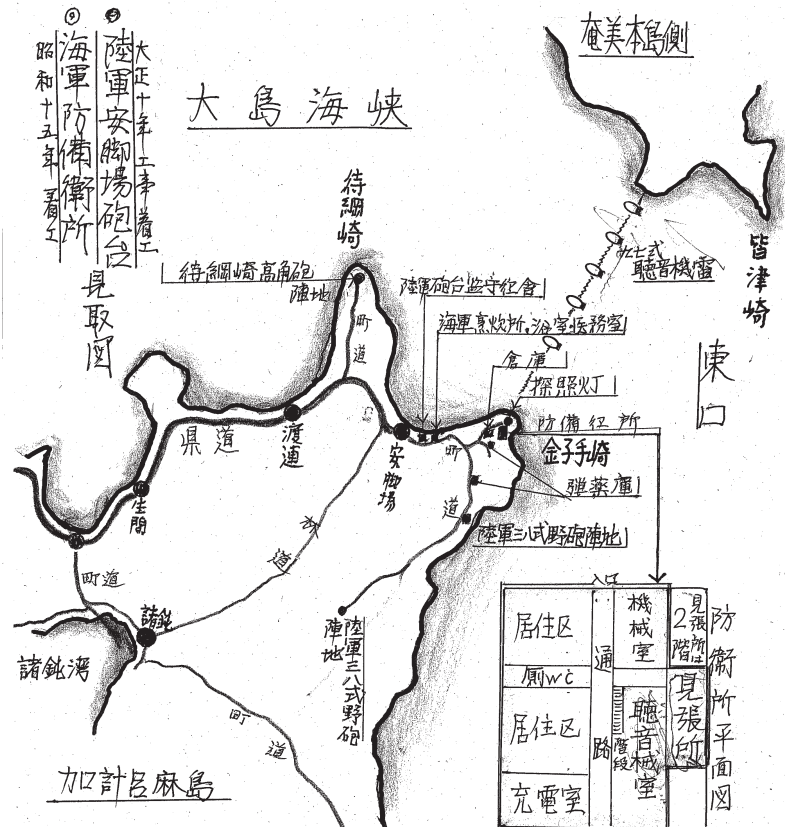 大正十年工事着工
陸軍安脚場砲台
海軍防備衛所
昭和十五年着工
見取図
大島海峡
奄美本島側
待網崎
待網崎高角砲
陣地
陸軍砲台監守社舎
海軍烹炊所。浴室医務室
倉庫
探照灯
防備衛所
金子手崎
弾薬庫
陸軍三八式野砲陣地
九七式
聴音機雷
皆津崎
東口
町道
県道
渡連
安脚場
町
道
生間
林
道
町道
諸鈍
諸鈍湾
陸軍三八式野砲
陣地
町
道
加計呂麻島
防衛所平面図
入口
居住区
厠WC
居住区
充電室
通
路
機械室
聴音機械室
階段
見張所は
2階
見張所